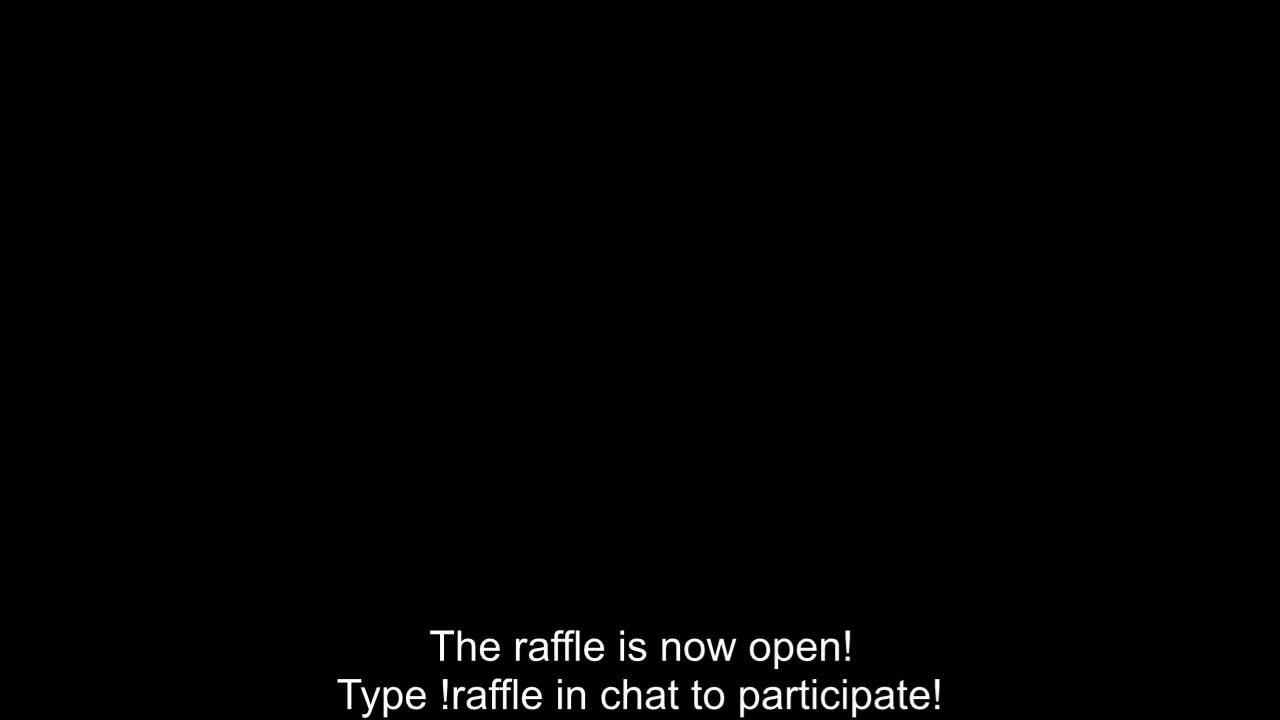 The raffle is now open!
Type !raffle in chat to participate!